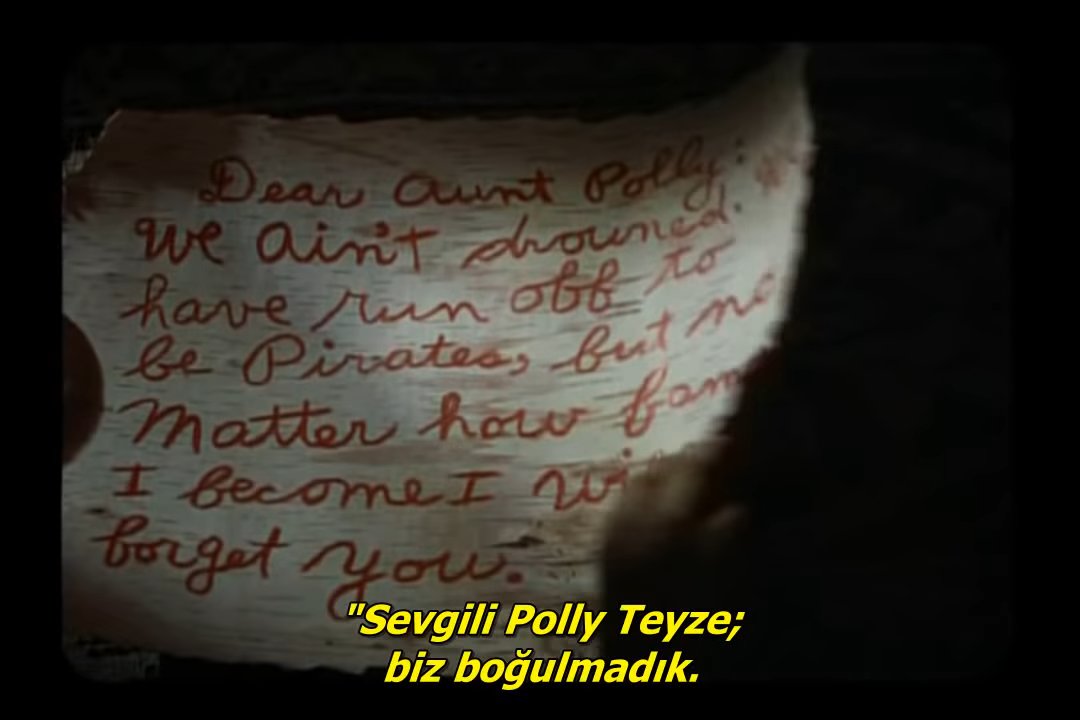 Dear Aunt Polly:
We Ain't drowned.
have run off to
be Pirates, but no
Matter how
I become I
forget you.
"Sevgili Polly Teyze;
biz boğulmadık.